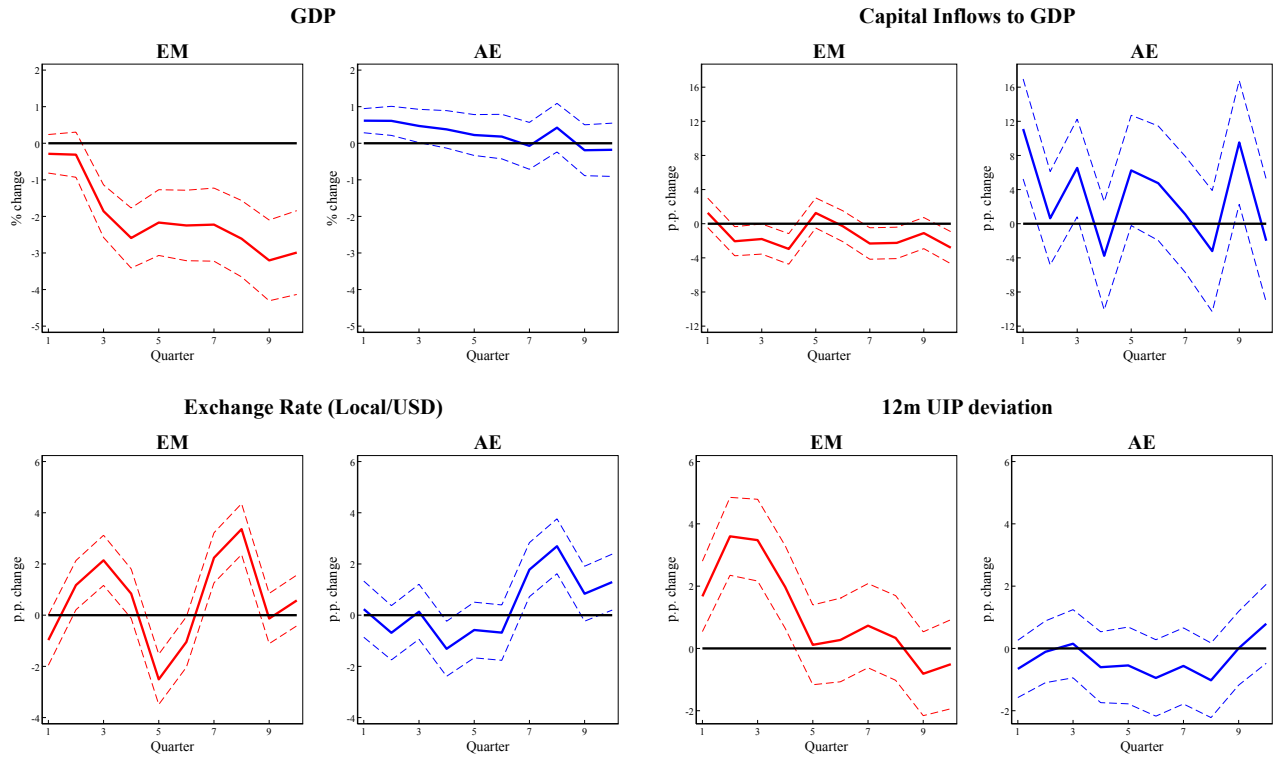 GDP
EM
AE
% change
2
1
0
-1
-2
-3
-4
-5
1 3 5 7 9
Quarter
% change
2
1
0
-1
-2
-3
-4
-5
1 3 5 7 9
Quarter
Capital Inflows to GDP
EM
AE
p.p. change
16
12
8
4
0
-4
-8
-12
1 3 5 7 9
Quarter
p.p. change
16
12
8
4
0
-4
-8
-12
1 3 5 7 9
Quarter
Exchange Rate (Local/USD)
EM
AE
p.p. change
6
4
2
0
-2
-4
1 3 5 7 9
Quarter
p.p. change
6
4
2
0
-2
-4
1 3 5 7 9
Quarter
12m UIP deviation
EM
AE
p.p. change
6
4
2
0
-2
1 3 5 7 9
Quarter
p.p. change
6
4
2
0
-2
1 3 5 7 9
Quarter